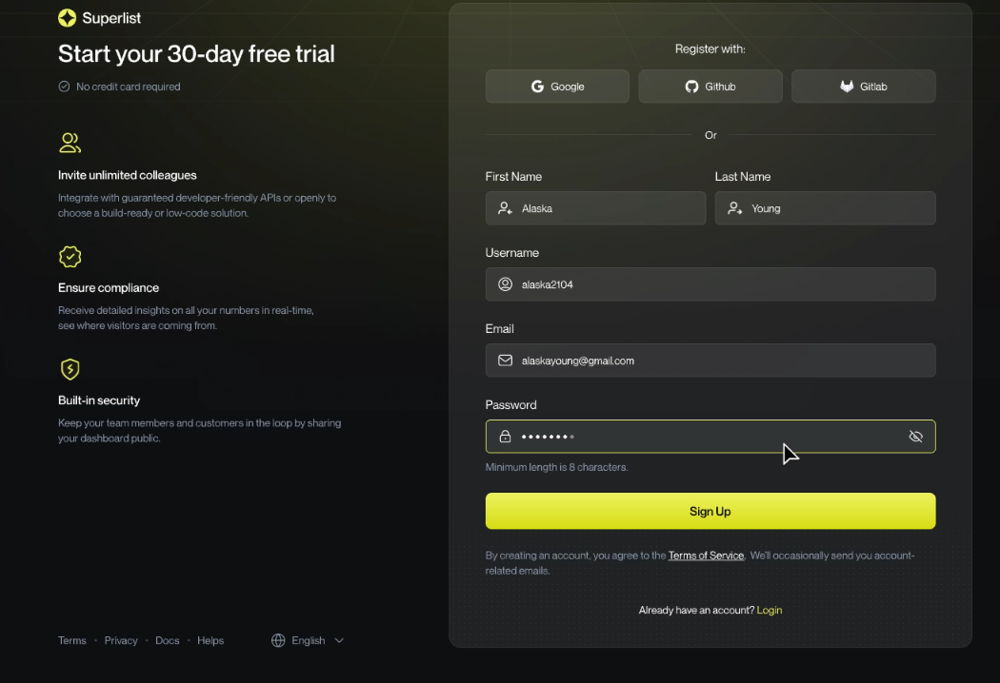 Superlist
Start your 30-day free trial
No credit card required
Invite unlimited colleagues
Integrate with guaranteed developer-friendly APIs or openly to
choose a build-ready or low-code solution.
Ensure compliance
Receive detailed insights on all your numbers in real-time,
see where visitors are coming from.
Built-in security
Keep your team members and customers in the loop by sharing
your dashboard public.
Terms · Privacy · Docs · Helps
English
Register with:
Google
Github
Gitlab
Or
First Name
Last Name
Alaska
Young
Username
alaska2104
Email
alaskayoung@gmail.com
Password
••••••••
Minimum length is 8 characters.
Sign Up
By creating an account, you agree to the Terms of Service. We'll occasionally send you account-
related emails.
Already have an account? Login